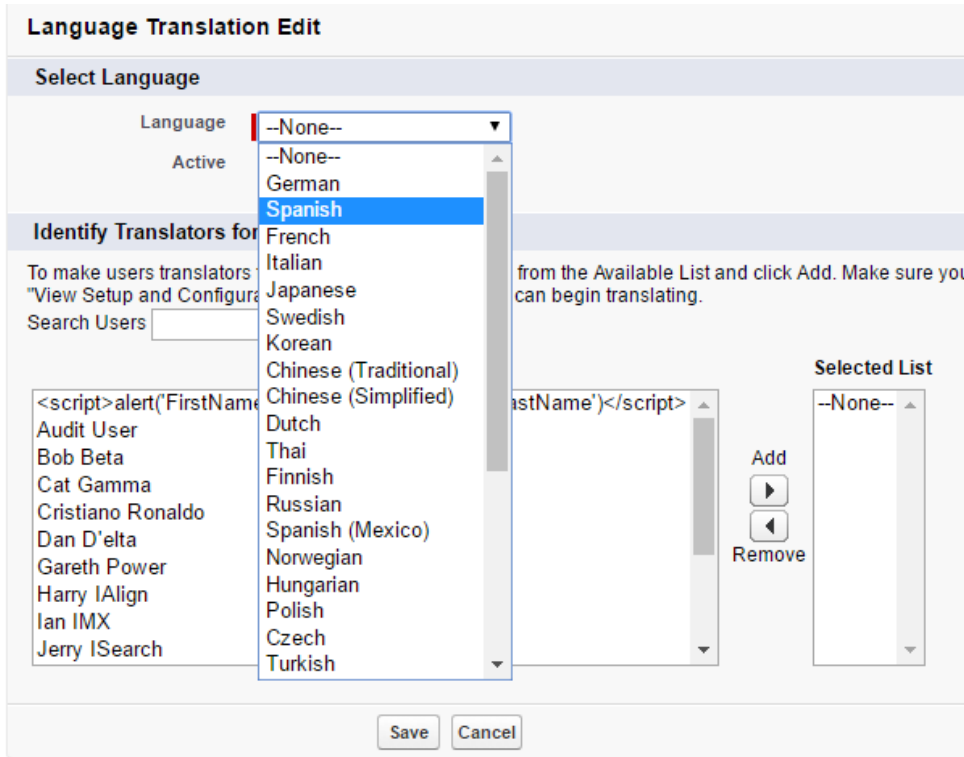 Language Translation Edit
Select Language
Language
--None--
Active
--None--
German
Spanish
French
Italian
Japanese
Swedish
Korean
Chinese (Traditional)
Chinese (Simplified)
Dutch
Thai
Finnish
Russian
Spanish (Mexico)
Norwegian
Hungarian
Polish
Czech
Turkish
Identify Translators for
To make users translators from the Available List and click Add. Make sure you
"View Setup and can begin translating.
Search Users
<script>alert('FirstName astName')</script>
Audit User
Bob Beta
Cat Gamma
Cristiano Ronaldo
Dan D'elta
Gareth Power
Harry IAlign
Ian IMX
Jerry ISearch
Add
Remove
Selected List
--None--
Save
Cancel